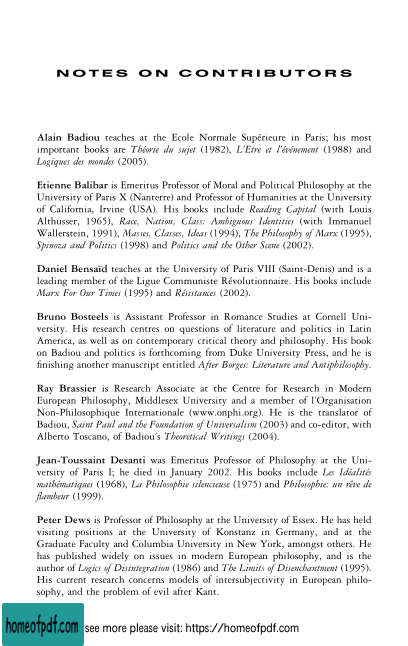 NOTES ON CONTRIBUTORS
Alain Badiou teaches at the Ecole Normale Supérieure in Paris; his most
important books are Théorie du sujet (1982), L'Etre et l'événement (1988) and
Logiques des mondes (2005).
Etienne Balibar is Emeritus Professor of Moral and Political Philosophy at the
University of Paris X (Nanterre) and Professor of Humanities at the University
of California, Irvine (USA). His books include Reading Capital (with Louis
Althusser, 1965), Race, Nation, Class: Ambiguous Identities (with Immanuel
Wallerstein, 1991), Masses, Classes, Ideas (1994), The Philosophy of Marx (1995),
Spinoza and Politics (1998) and Politics and the Other Scene (2002).
Daniel Bensaïd teaches at the University of Paris VIII (Saint-Denis) and is a
leading member of the Ligue Communiste Révolutionnaire. His books include
Marx For Our Times (1995) and Résistances (2002).
Bruno Bosteels is Assistant Professor in Romance Studies at Cornell Uni-
versity. His research centres on questions of literature and politics in Latin
America, as well as on contemporary critical theory and philosophy. His book
on Badiou and politics is forthcoming from Duke University Press, and he is
finishing another manuscript entitled After Borges: Literature and Antiphilosophy.
Ray Brassier is Research Associate at the Centre for Research in Modern
European Philosophy, Middlesex University and a member of l'Organisation
Non-Philosophique Internationale (www.onphi.org). He is the translator of
Badiou, Saint Paul and the Foundation of Universalism (2003) and co-editor, with
Alberto Toscano, of Badiou's Theoretical Writings (2004).
Jean-Toussaint Desanti was Emeritus Professor of Philosophy at the Uni-
versity of Paris I; he died in January 2002. His books include Les Idéalités
mathématiques (1968), La Philosophie silencieuse (1975) and Philosophie: un rêve de
flambeur (1999).
Peter Dews is Professor of Philosophy at the University of Essex. He has held
visiting positions at the University of Konstanz in Germany, and at the
Graduate Faculty and Columbia University in New York, amongst others. He
has published widely on issues in modern European philosophy, and is the
author of Logics of Disintegration (1986) and The Limits of Disenchantment (1995).
His current research concerns models of intersubjectivity in European philo-
sophy, and the problem of evil after Kant.
homeofpdf.com see more please visit: https://homeofpdf.com